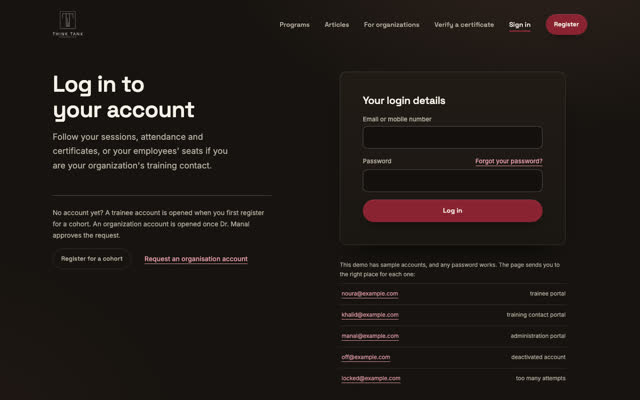 THINK TANK
Programs
Articles
For organizations
Verify a certificate
Sign in
Register
Log in to
your account
Follow your sessions, attendance and
certificates, or your employees' seats if you
are your organization's training contact.
No account yet? A trainee account is opened when you first register
for a cohort. An organization account is opened once Dr. Manal
approves the request.
Register for a cohort
Request an organisation account
Your login details
Email or mobile number
Password
Forgot your password?
Log in
This demo has sample accounts, and any password works. The page sends you to
the right place for each one:
noura@example.com
trainee portal
khalid@example.com
training contact portal
manal@example.com
administration portal
off@example.com
deactivated account
locked@example.com
too many attempts